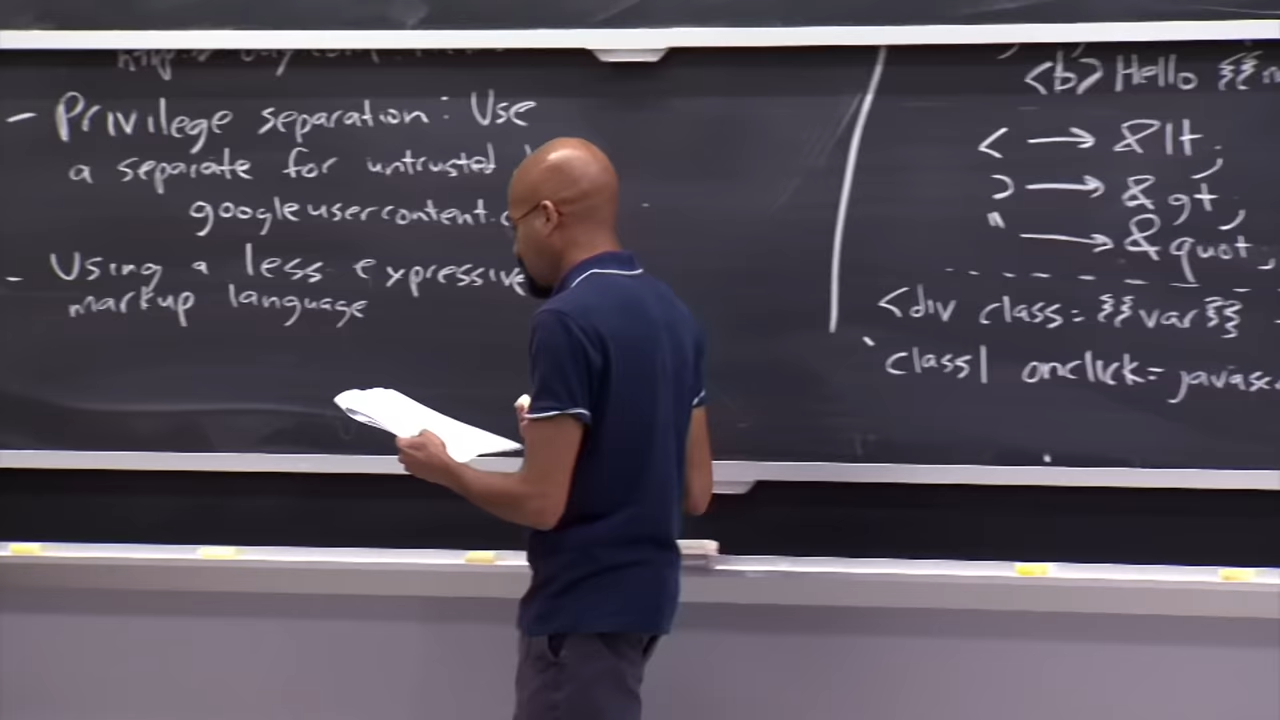 - Privilege separation: Use
a separate for untrusted
googleusercontent.c
- Using a less expressive
markup language
<b> Hello {{n
< → &lt;
> → &gt;
" → &quot;
<div class={{var}}
class1 onclick=javasc